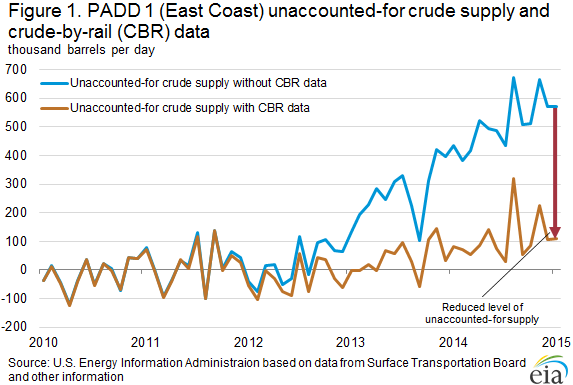 Figure 1. PADD 1 (East Coast) unaccounted-for crude supply and
crude-by-rail (CBR) data
thousand barrels per day
700
600
500
400
300
200
100
0
-100
-200
Unaccounted-for crude supply without CBR data
Unaccounted-for crude supply with CBR data
Reduced level of
unaccounted-for supply
2010
2011
2012
2013
2014
2015
Source: U.S. Energy Information Administraion based on data from Surface Transportation Board
and other information
eia